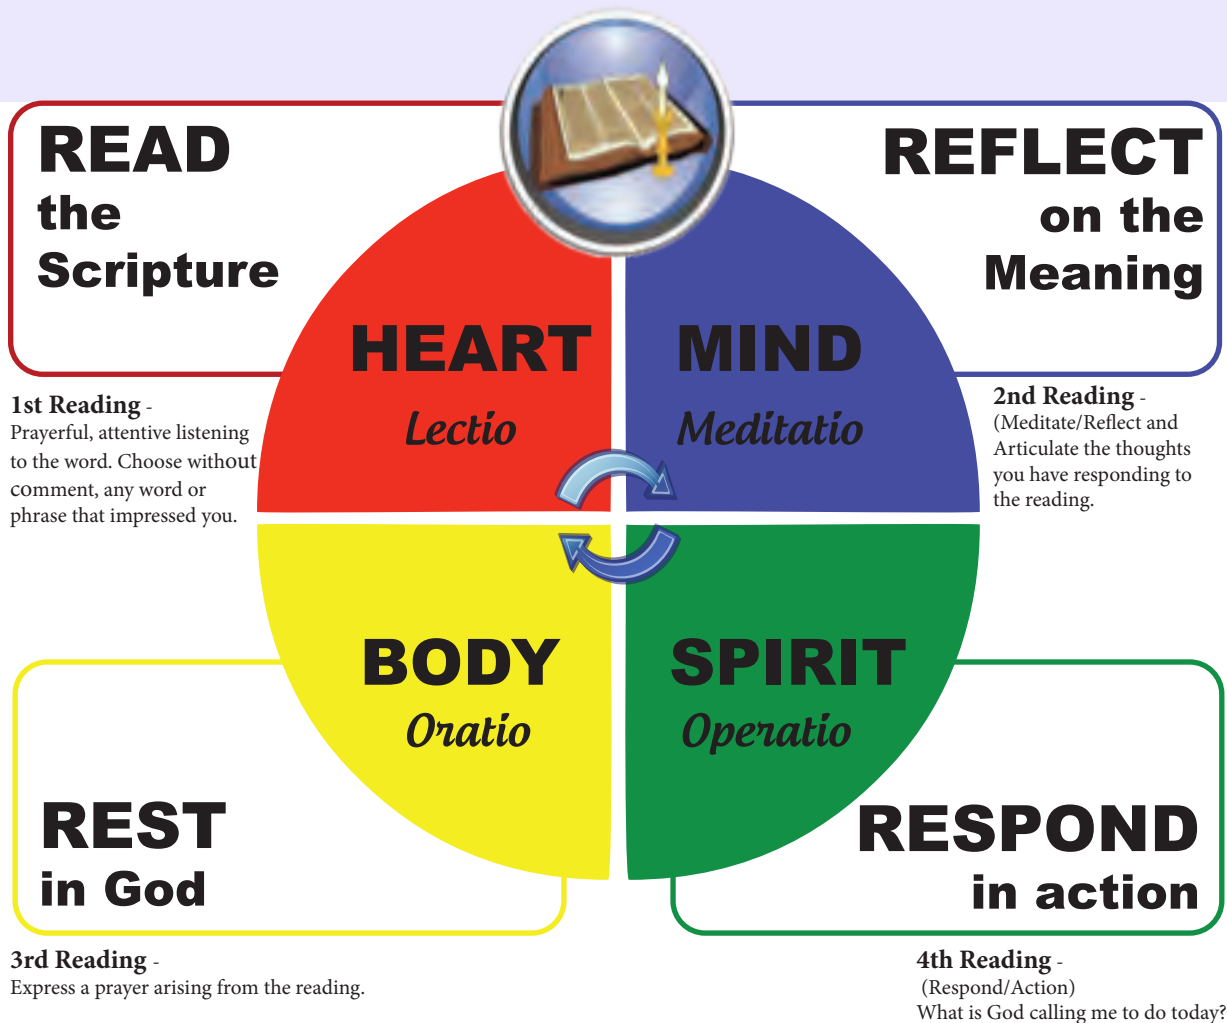 READ
the
Scripture
HEART
Lectio
1st Reading -
Prayerful, attentive listening
to the word. Choose without
comment, any word or
phrase that impressed you.
REFLECT
on the
Meaning
MIND
Meditatio
2nd Reading -
(Meditate/Reflect and
Articulate the thoughts
you have responding to
the reading.
BODY
Oratio
REST
in God
3rd Reading -
Express a prayer arising from the reading.
SPIRIT
Operatio
RESPOND
in action
4th Reading -
(Respond/Action)
What is God calling me to do today?